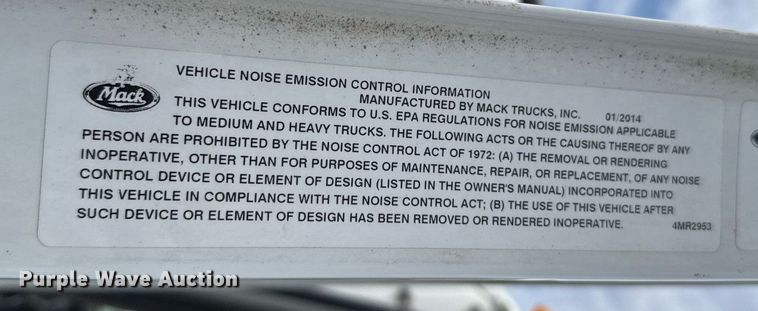 Mack
VEHICLE NOISE EMISSION CONTROL INFORMATION
MANUFACTURED BY MACK TRUCKS, INC. 01/2014
THIS VEHICLE CONFORMS TO U.S. EPA REGULATIONS FOR NOISE EMISSION APPLICABLE
TO MEDIUM AND HEAVY TRUCKS. THE FOLLOWING ACTS OR THE CAUSING THEREOF BY ANY
PERSON ARE PROHIBITED BY THE NOISE CONTROL ACT OF 1972: (A) THE REMOVAL OR RENDERING
INOPERATIVE, OTHER THAN FOR PURPOSES OF MAINTENANCE, REPAIR, OR REPLACEMENT, OF ANY NOISE
CONTROL DEVICE OR ELEMENT OF DESIGN (LISTED IN THE OWNER'S MANUAL) INCORPORATED INTO
THIS VEHICLE IN COMPLIANCE WITH THE NOISE CONTROL ACT; (B) THE USE OF THIS VEHICLE AFTER
SUCH DEVICE OR ELEMENT OF DESIGN HAS BEEN REMOVED OR RENDERED INOPERATIVE. 4MR2953
Purple Wave Auction